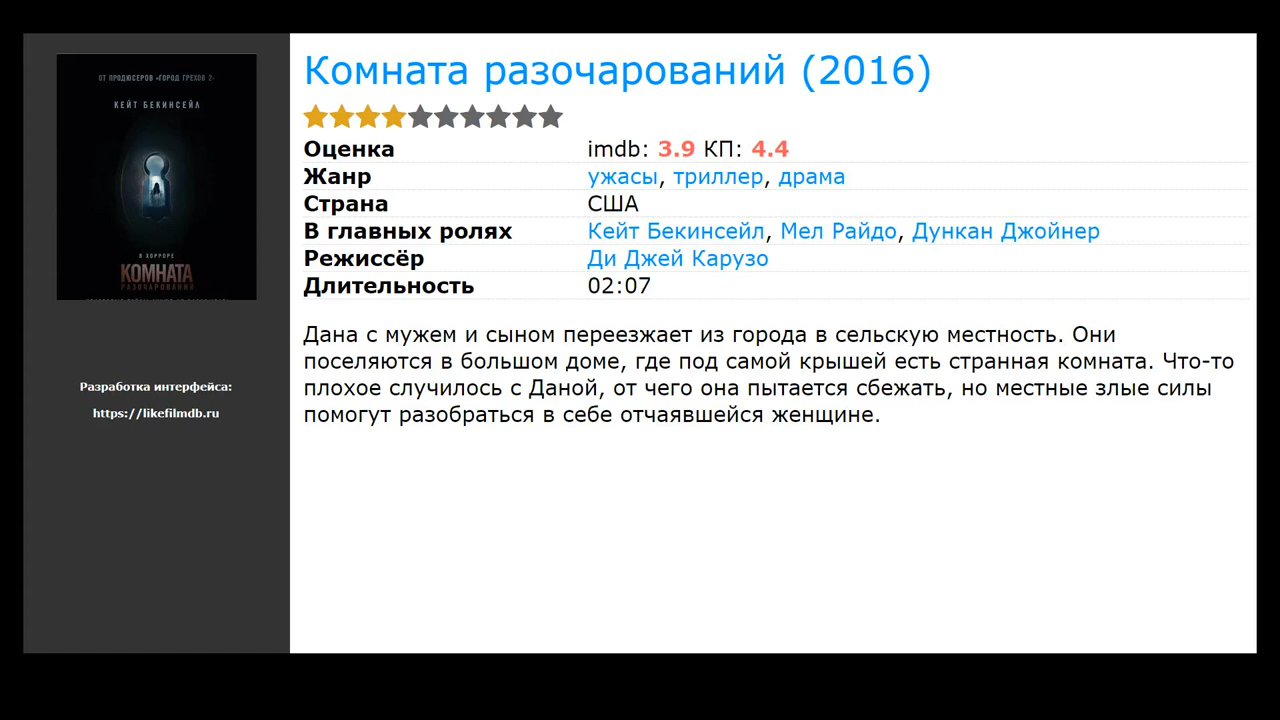 ОТ ПРОДЮСЕРОВ «ГОРОД ГРЕХОВ 2»
КЕЙТ БЕКИНСЕЙЛ
В ХОРРОРЕ
КОМНАТА
РАЗОЧАРОВАНИЙ
Разработка интерфейса:
https://likefilmdb.ru
Комната разочарований (2016)
Оценка imdb: 3.9 КП: 4.4
Жанр ужасы, триллер, драма
Страна США
В главных ролях Кейт Бекинсейл, Мел Райдо, Дункан Джойнер
Режиссёр Ди Джей Карузо
Длительность 02:07
Дана с мужем и сыном переезжает из города в сельскую местность. Они
поселяются в большом доме, где под самой крышей есть странная комната. Что-то
плохое случилось с Даной, от чего она пытается сбежать, но местные злые силы
помогут разобраться в себе отчаявшейся женщине.